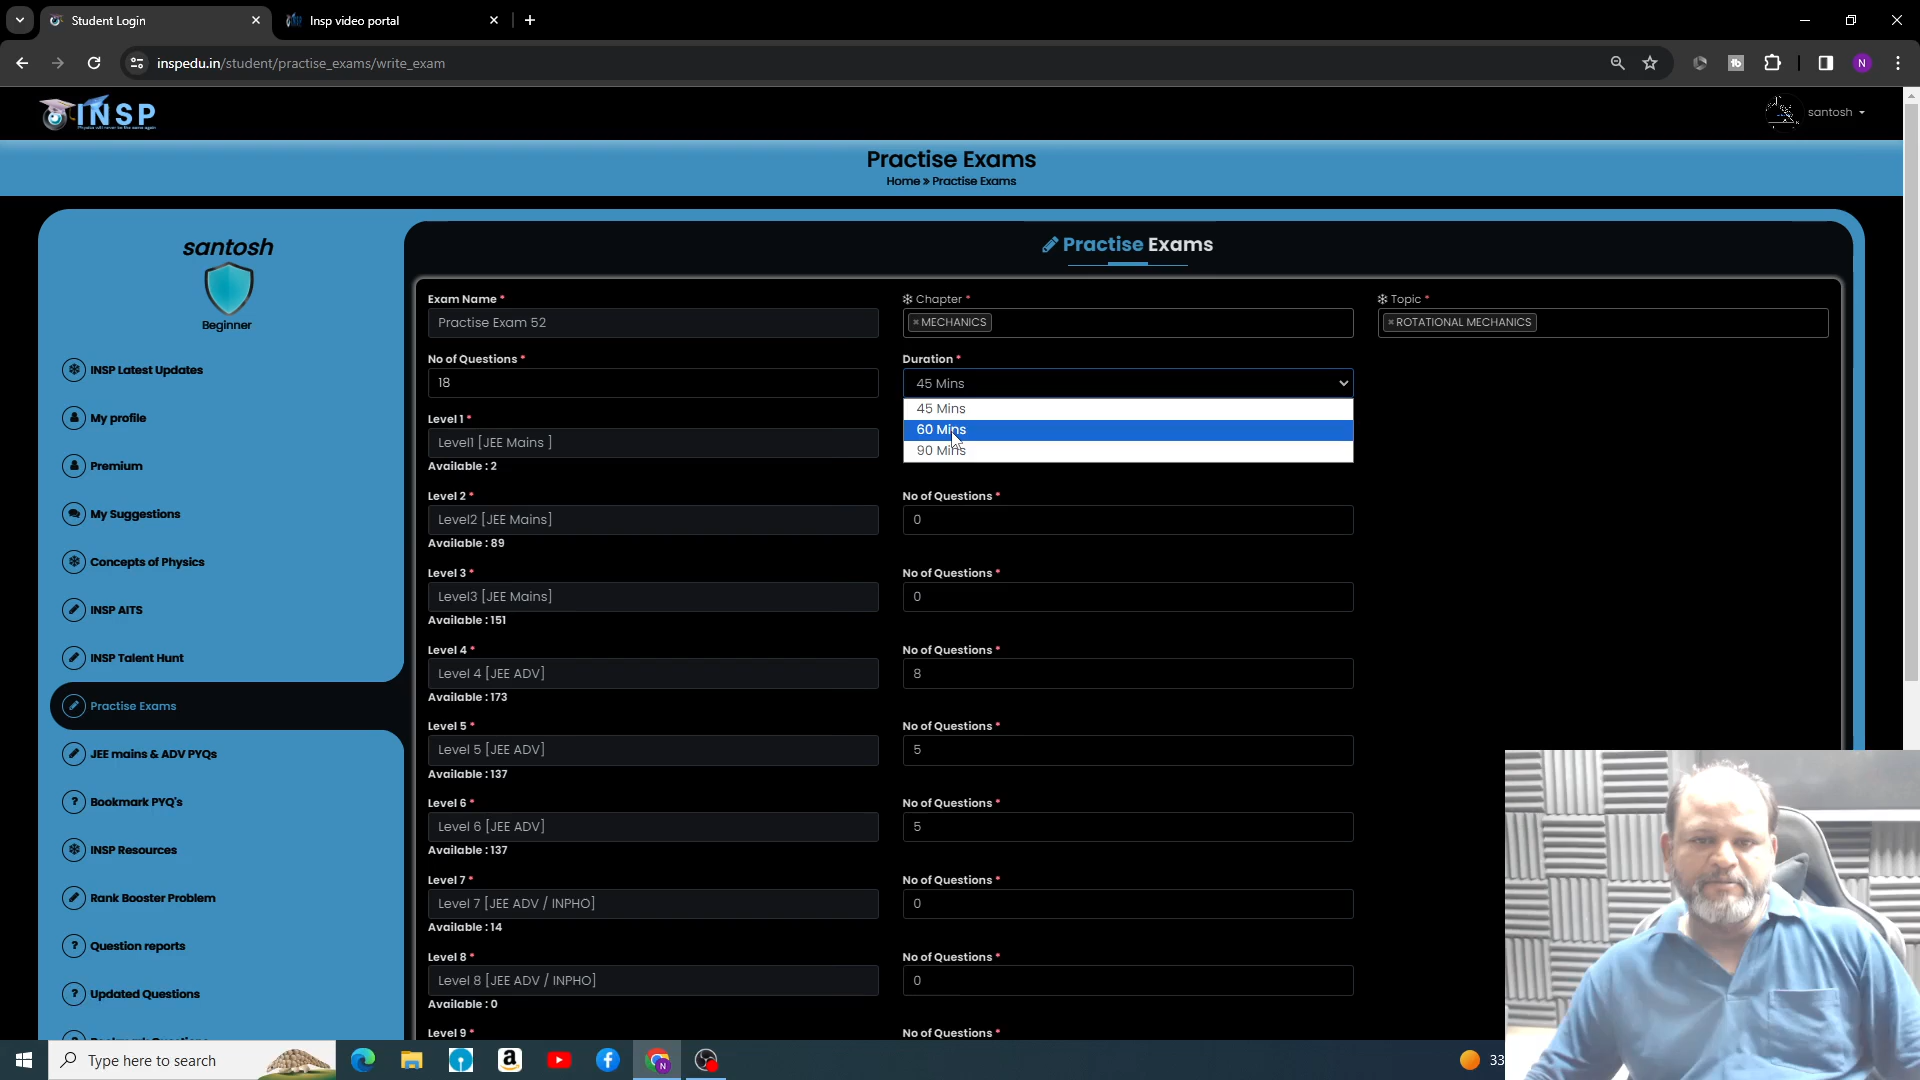 Student Login
Insp video portal
inspedu.in/student/practise_exams/write_exam
N
INSP
santosh
Practise Exams
Home » Practise Exams
santosh
Beginner
INSP Latest Updates
My profile
Premium
My Suggestions
Concepts of Physics
INSP AITS
INSP Talent Hunt
Practise Exams
JEE mains & ADV PYQs
Bookmark PYQ's
INSP Resources
Rank Booster Problem
Question reports
Updated Questions
Practise Exams
Exam Name *
Practise Exam 52
Chapter *
× MECHANICS
Topic *
× ROTATIONAL MECHANICS
No of Questions *
18
Duration *
45 Mins
45 Mins
60 Mins
90 Mins
Level 1 *
Level1 [JEE Mains ]
Available : 2
Level 2 *
Level2 [JEE Mains]
Available : 89
No of Questions *
0
Level 3 *
Level3 [JEE Mains]
Available : 151
No of Questions *
0
Level 4 *
Level 4 [JEE ADV]
Available : 173
No of Questions *
8
Level 5 *
Level 5 [JEE ADV]
Available : 137
No of Questions *
5
Level 6 *
Level 6 [JEE ADV]
Available : 137
No of Questions *
5
Level 7 *
Level 7 [JEE ADV / INPHO]
Available : 14
No of Questions *
0
Level 8 *
Level 8 [JEE ADV / INPHO]
Available : 0
No of Questions *
0
Level 9 *
No of Questions *
Type here to search
33